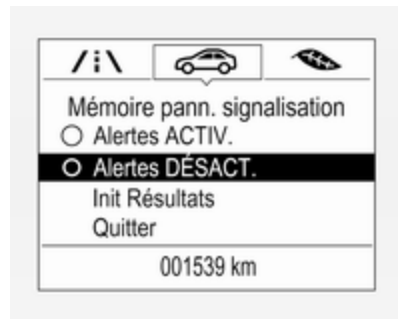 Mémoire pann. signalisation
Alertes ACTIV.
Alertes DÉSACT.
Init Résultats
Quitter
001539 km